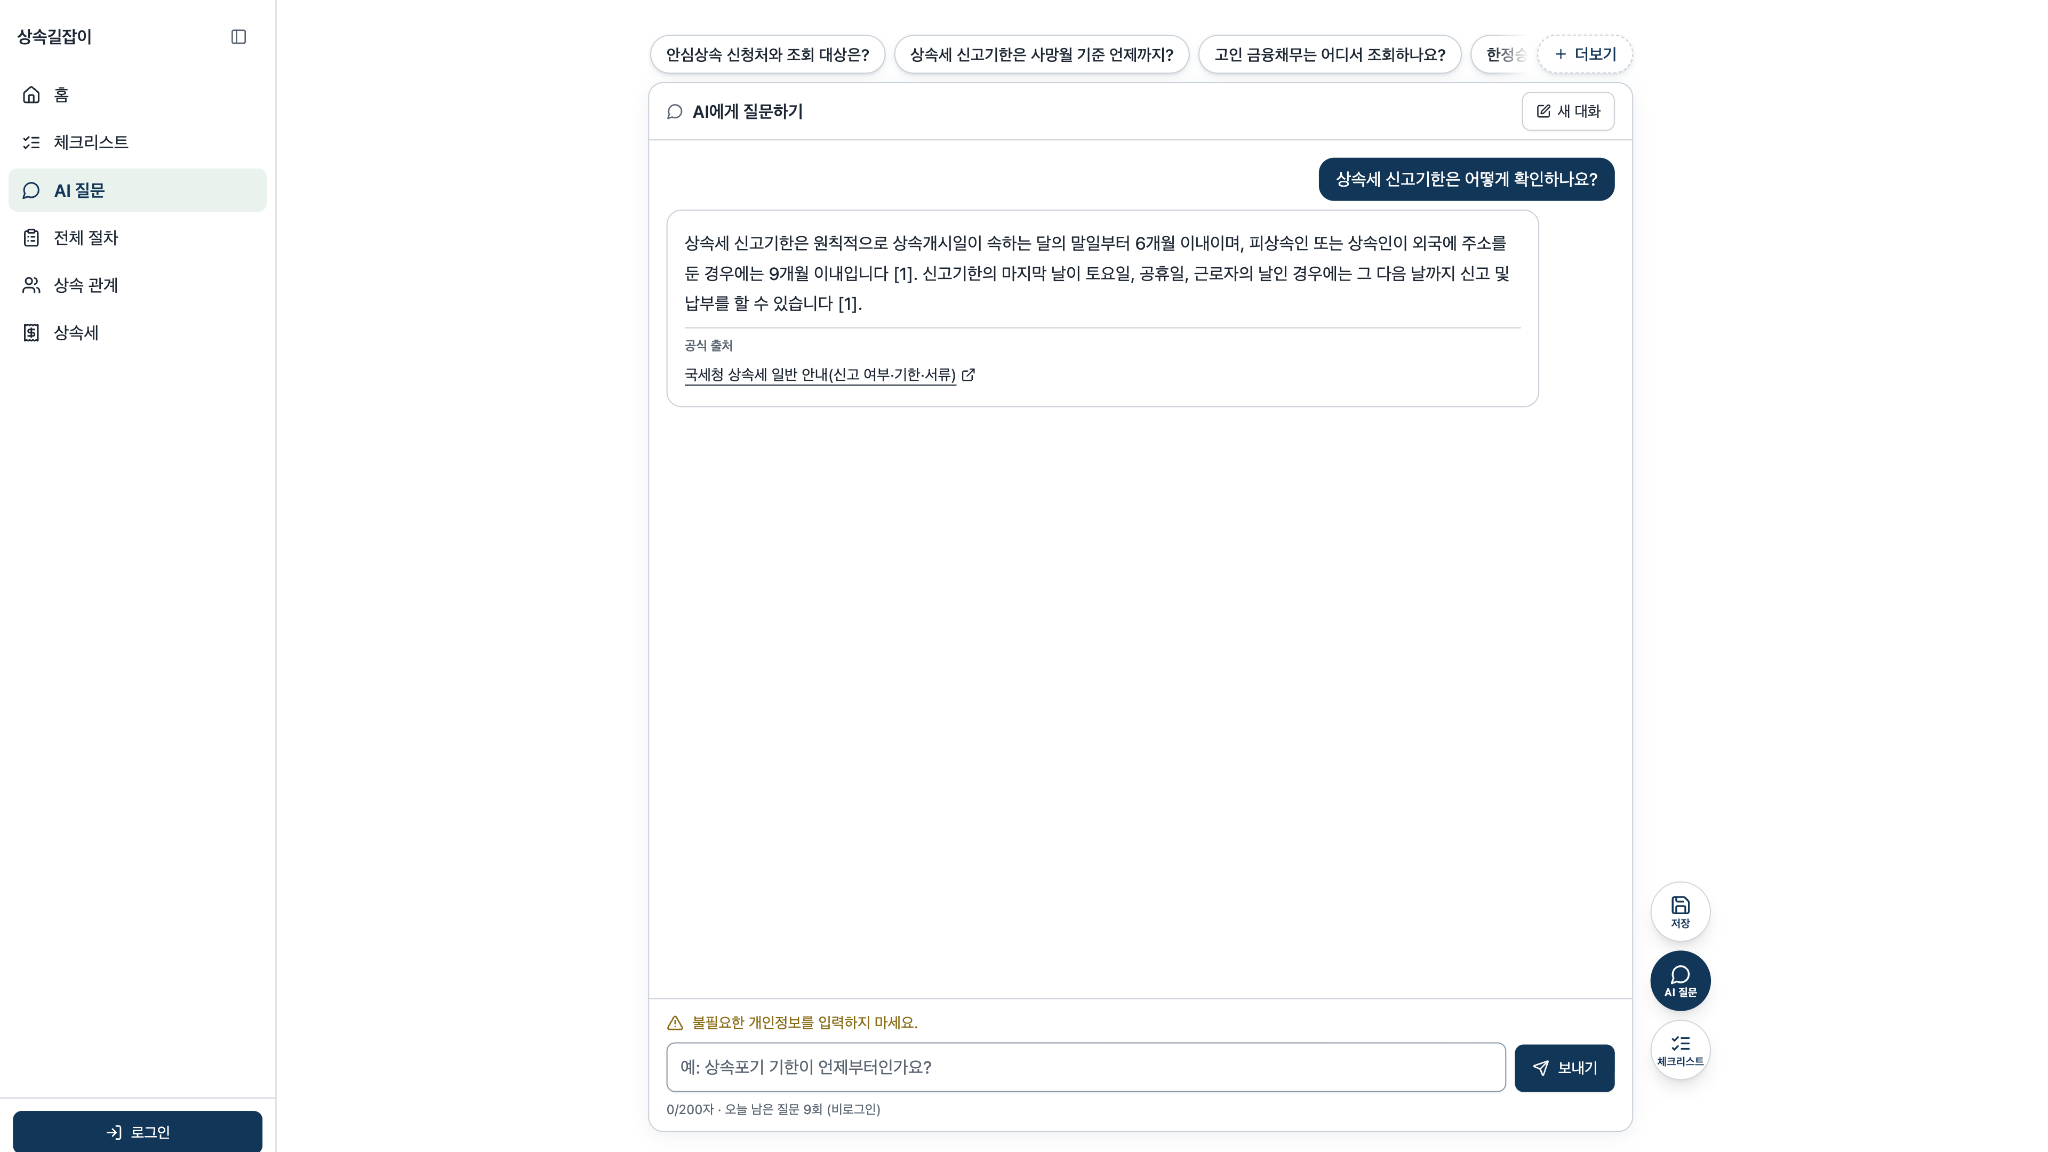 상속길잡이
홈
체크리스트
AI 질문
전체 절차
상속 관계
상속세
로그인
안심상속 신청처와 조회 대상은?
상속세 신고기한은 사망월 기준 언제까지?
고인 금융채무는 어디서 조회하나요?
한정승
+ 더보기
AI에게 질문하기
새 대화
상속세 신고기한은 어떻게 확인하나요?
상속세 신고기한은 원칙적으로 상속개시일이 속하는 달의 말일부터 6개월 이내이며, 피상속인 또는 상속인이 외국에 주소를
둔 경우에는 9개월 이내입니다 [1]. 신고기한의 마지막 날이 토요일, 공휴일, 근로자의 날인 경우에는 그 다음 날까지 신고 및
납부를 할 수 있습니다 [1].
공식 출처
국세청 상속세 일반 안내(신고 여부·기한·서류)
불필요한 개인정보를 입력하지 마세요.
예: 상속포기 기한이 언제부터인가요?
보내기
0/200자 · 오늘 남은 질문 9회 (비로그인)
저장
AI 질문
체크리스트